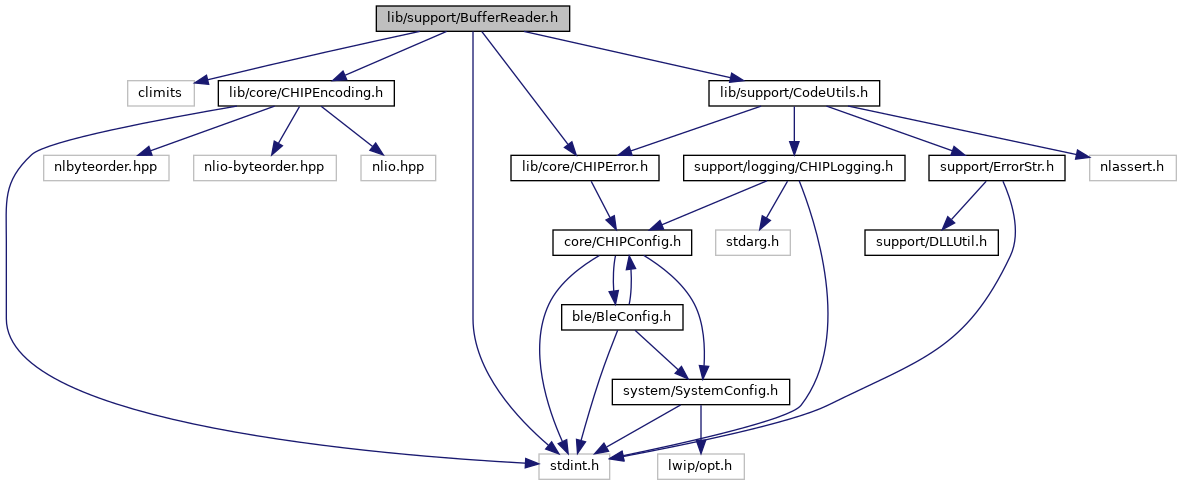 lib/support/BufferReader.h
climits
lib/core/CHIPEncoding.h
lib/support/CodeUtils.h
nlbyteorder.hpp
nlio-byteorder.hpp
nlio.hpp
lib/core/CHIPError.h
support/logging/CHIPLogging.h
support/ErrorStr.h
nlassert.h
core/CHIPConfig.h
stdarg.h
support/DLLUtil.h
ble/BleConfig.h
system/SystemConfig.h
stdint.h
lwip/opt.h